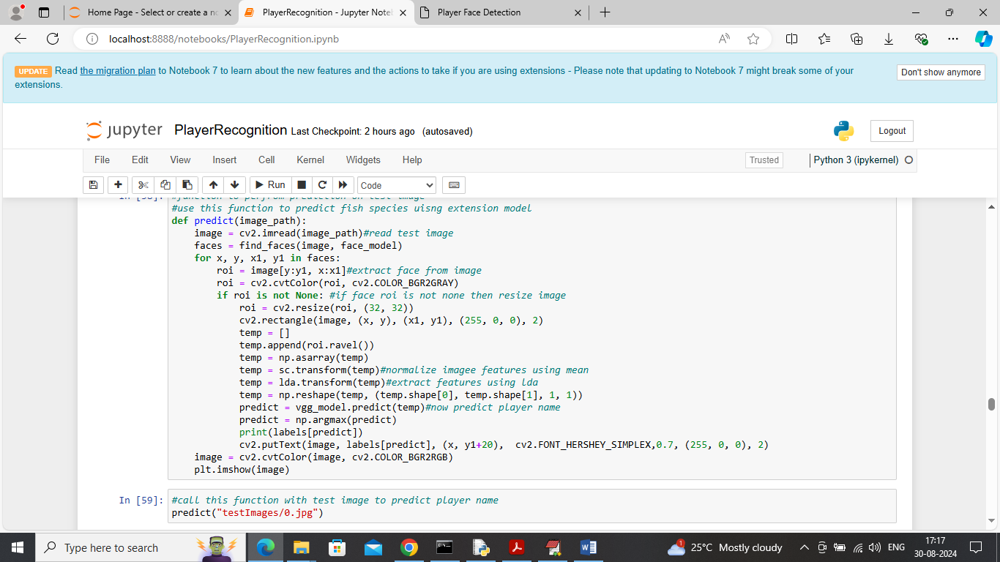 Home Page - Select or create a no
PlayerRecognition - Jupyter Note
Player Face Detection
localhost:8888/notebooks/PlayerRecognition.ipynb
UPDATE Read the migration plan to Notebook 7 to learn about the new features and the actions to take if you are using extensions - Please note that updating to Notebook 7 might break some of your
extensions.
Don't show anymore
jupyter PlayerRecognition Last Checkpoint: 2 hours ago (autosaved)
Logout
File Edit View Insert Cell Kernel Widgets Help
Trusted
Python 3 (ipykernel)
Run
Code
In [58]: #function to perfrom prediction on test image
#use this function to predict fish species uisng extension model
def predict(image_path):
    image = cv2.imread(image_path)#read test image
    faces = find_faces(image, face_model)
    for x, y, x1, y1 in faces:
        roi = image[y:y1, x:x1]#extract face from image
        roi = cv2.cvtColor(roi, cv2.COLOR_BGR2GRAY)
        if roi is not None: #if face roi is not none then resize image
            roi = cv2.resize(roi, (32, 32))
            cv2.rectangle(image, (x, y), (x1, y1), (255, 0, 0), 2)
            temp = []
            temp.append(roi.ravel())
            temp = np.asarray(temp)
            temp = sc.transform(temp)#normalize imagee features using mean
            temp = lda.transform(temp)#extract features using lda
            temp = np.reshape(temp, (temp.shape[0], temp.shape[1], 1, 1))
            predict = vgg_model.predict(temp)#now predict player name
            predict = np.argmax(predict)
            print(labels[predict])
            cv2.putText(image, labels[predict], (x, y1+20),  cv2.FONT_HERSHEY_SIMPLEX,0.7, (255, 0, 0), 2)
    image = cv2.cvtColor(image, cv2.COLOR_BGR2RGB)
    plt.imshow(image)
In [59]: #call this function with test image to predict player name
predict("testImages/0.jpg")
Type here to search
1
25°C Mostly cloudy
ENG
17:17
30-08-2024